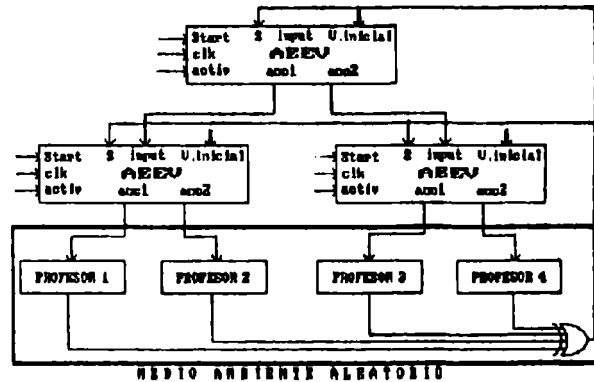 Start S input V.inicial
clk AEEV
activ acc1 acc2
Start S input V.inicial
clk AEEV
activ acc1 acc2
Start S input V.inicial
clk AEEV
activ acc1 acc2
PROFESOR 1 PROFESOR 2 PROFESOR 3 PROFESOR 4
MEDIO AMBIENTE ALEATORIO